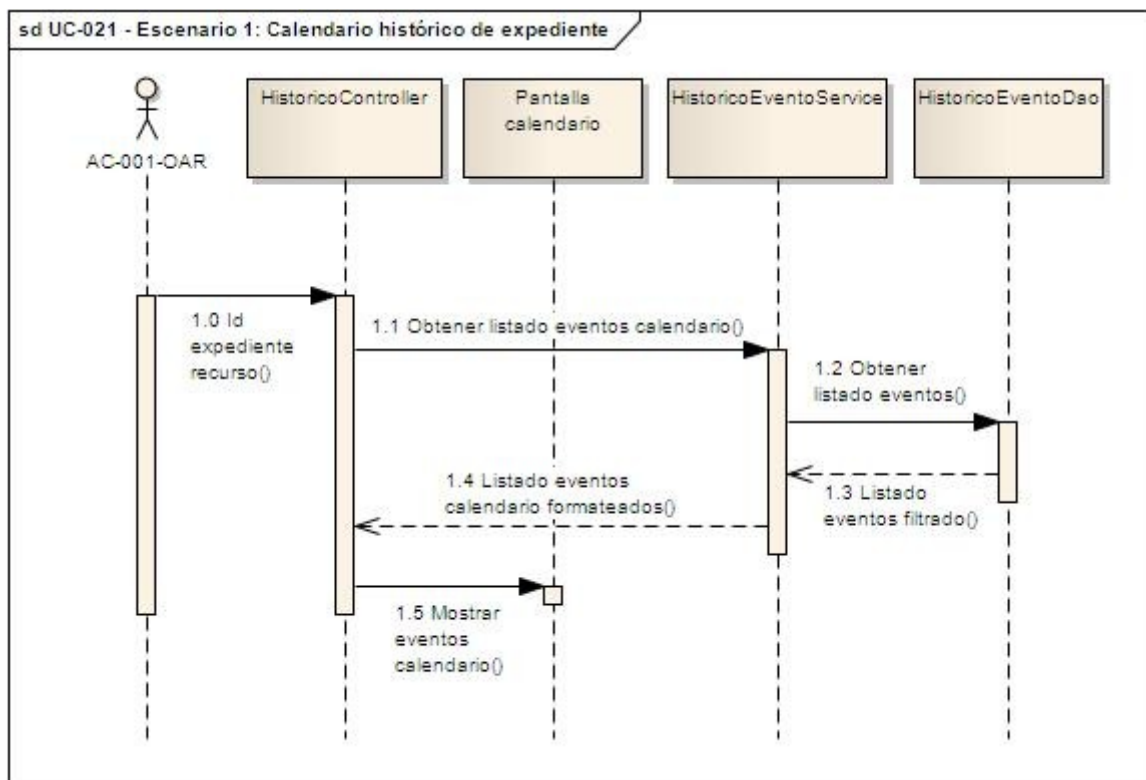 sd UC-021 - Escenario 1: Calendario histórico de expediente
AC-001-OAR
HistoricoController
Pantalla
calendario
HistoricoEventoService
HistoricoEventoDao
1.0 Id
expediente
recurso()
1.1 Obtener listado eventos calendario()
1.2 Obtener
listado eventos()
1.3 Listado
eventos filtrado()
1.4 Listado eventos
calendario formateados()
1.5 Mostrar
eventos
calendario()